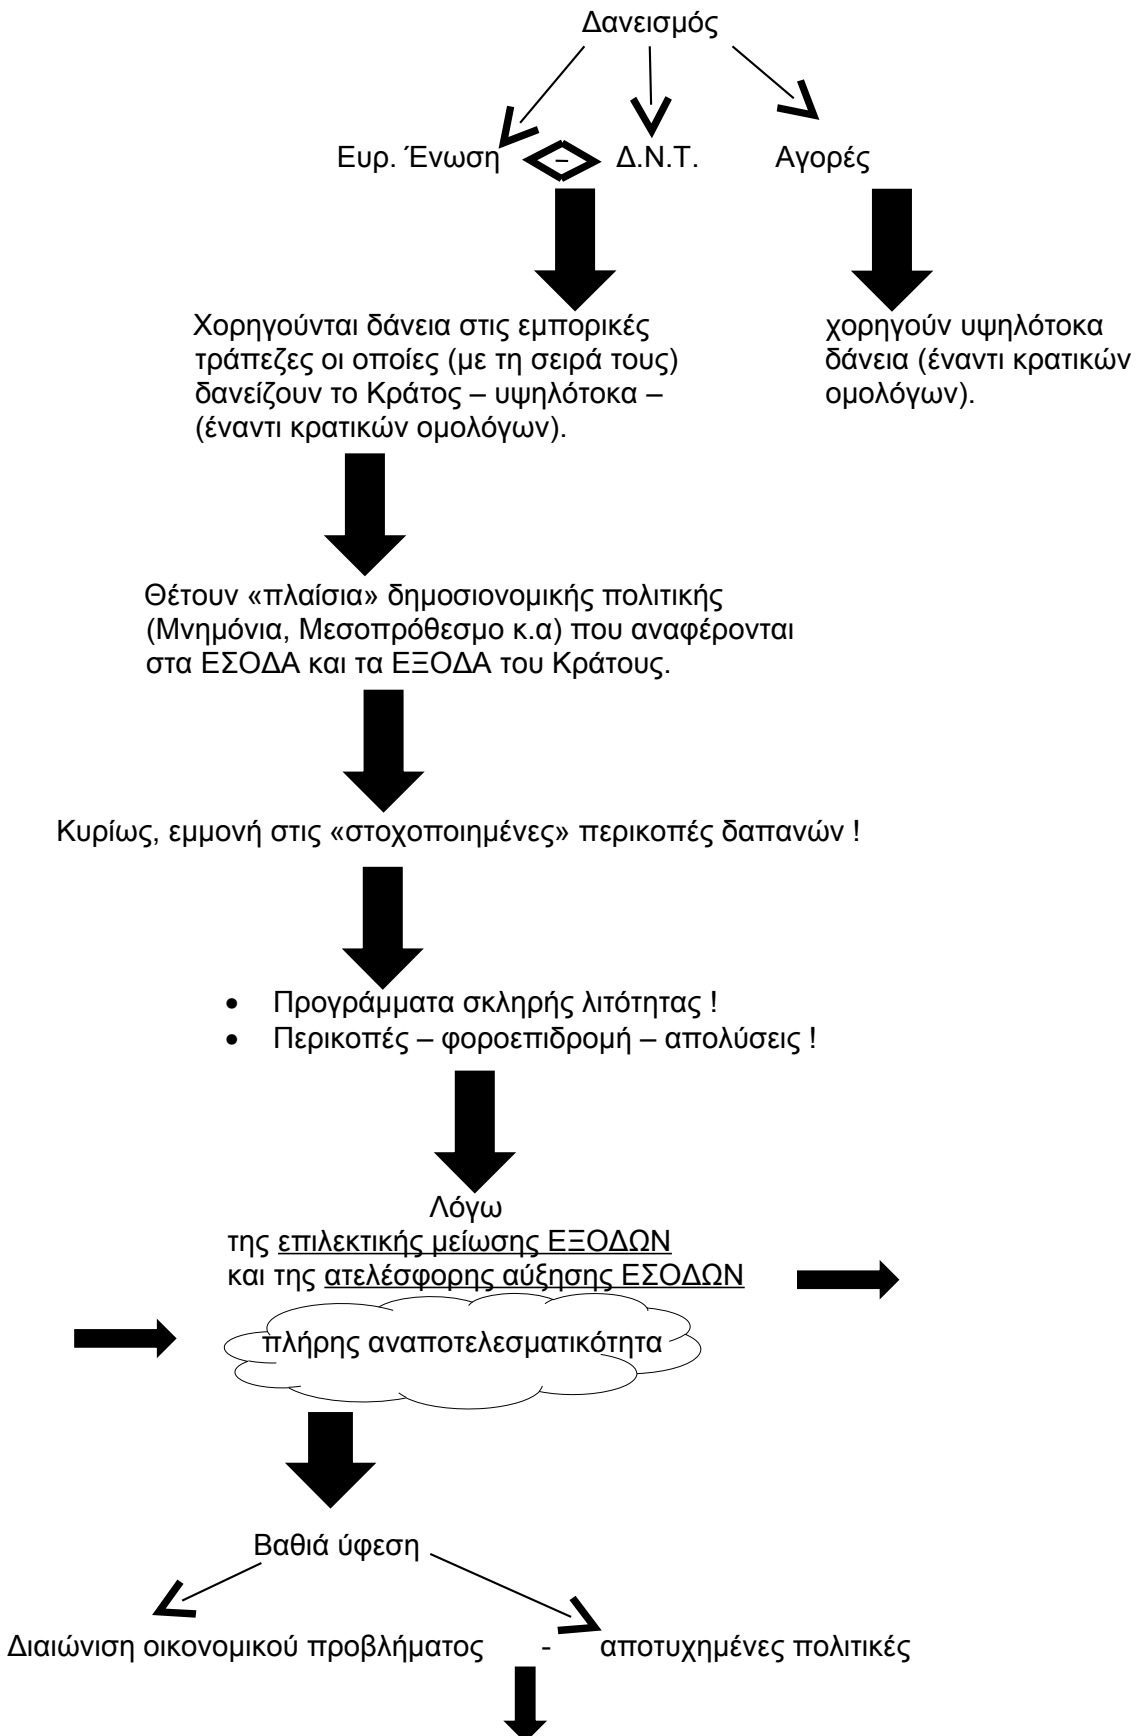 Δανεισμός
Ευρ. Ένωση - Δ.Ν.Τ. Αγορές
Χορηγούνται δάνεια στις εμπορικές
τράπεζες οι οποίες (με τη σειρά τους)
δανείζουν το Κράτος – υψηλότοκα –
(έναντι κρατικών ομολόγων).
χορηγούν υψηλότοκα
δάνεια (έναντι κρατικών
ομολόγων).
Θέτουν «πλαίσια» δημοσιονομικής πολιτικής
(Μνημόνια, Μεσοπρόθεσμο κ.α) που αναφέρονται
στα ΕΣΟΔΑ και τα ΕΞΟΔΑ του Κράτους.
Κυρίως, εμμονή στις «στοχοποιημένες» περικοπές δαπανών !
• Προγράμματα σκληρής λιτότητας !
• Περικοπές – φοροεπιδρομή – απολύσεις !
Λόγω
της επιλεκτικής μείωσης ΕΞΟΔΩΝ
και της ατελέσφορης αύξησης ΕΣΟΔΩΝ
πλήρης αναποτελεσματικότητα
Βαθιά ύφεση
Διαιώνιση οικονομικού προβλήματος - αποτυχημένες πολιτικές